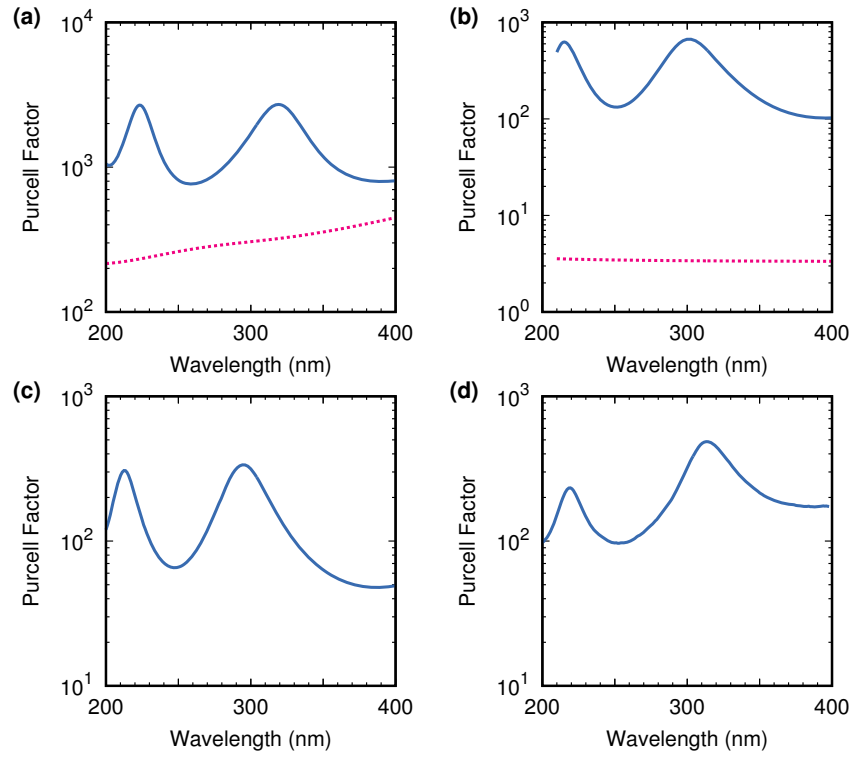 (a)
10^4
10^3
10^2
Purcell Factor
200
300
400
Wavelength (nm)
(b)
10^3
10^2
10^1
10^0
Purcell Factor
200
300
400
Wavelength (nm)
(c)
10^3
10^2
10^1
Purcell Factor
200
300
400
Wavelength (nm)
(d)
10^3
10^2
10^1
Purcell Factor
200
300
400
Wavelength (nm)